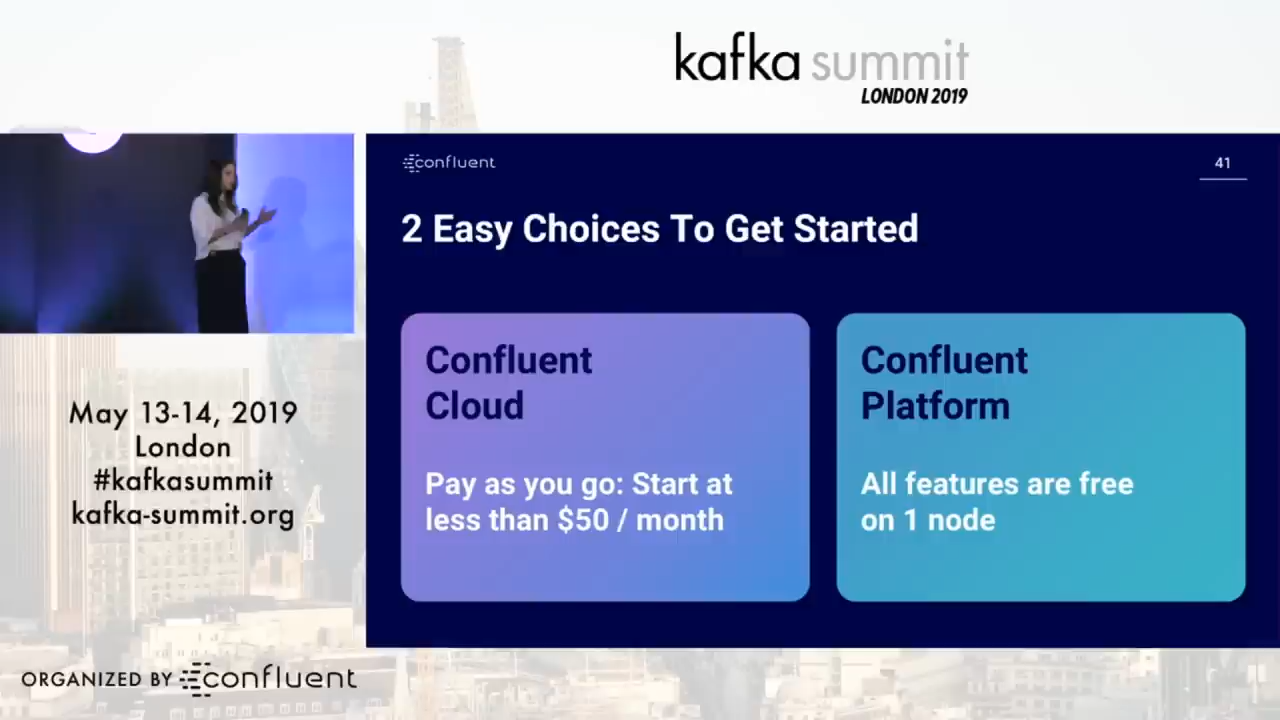 kafka summit
LONDON 2019
confluent
41
2 Easy Choices To Get Started
Confluent
Cloud
Pay as you go: Start at
less than $50 / month
Confluent
Platform
All features are free
on 1 node
May 13-14, 2019
London
#kafkasummit
kafka-summit.org
ORGANIZED BY confluent